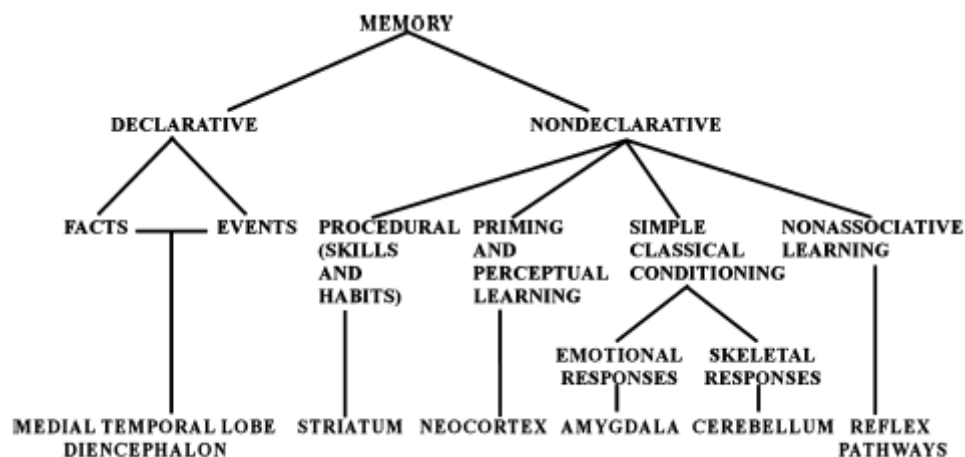 MEMORY
DECLARATIVE
NONDECLARATIVE
FACTS
EVENTS
PROCEDURAL
(SKILLS
AND
HABITS)
PRIMING
AND
PERCEPTUAL
LEARNING
SIMPLE
CLASSICAL
CONDITIONING
NONASSOCIATIVE
LEARNING
EMOTIONAL
RESPONSES
SKELETAL
RESPONSES
MEDIAL TEMPORAL LOBE
DIENCEPHALON
STRIATUM
NEOCORTEX
AMYGDALA
CEREBELLUM
REFLEX
PATHWAYS